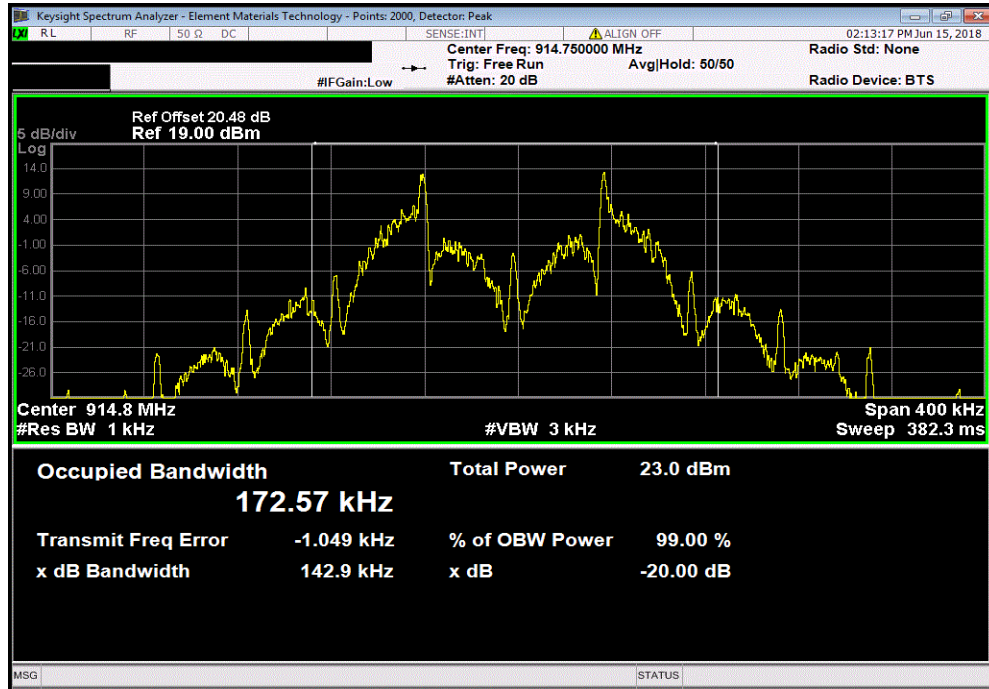 Keysight Spectrum Analyzer - Element Materials Technology - Points: 2000, Detector: Peak
LXI RL RF 50 Ω DC SENSE:INT ALIGN OFF 02:13:17 PM Jun 15, 2018
Center Freq: 914.750000 MHz Radio Std: None
Trig: Free Run Avg|Hold: 50/50
#IFGain:Low #Atten: 20 dB Radio Device: BTS
Ref Offset 20.48 dB
5 dB/div Ref 19.00 dBm
Log
14.0
9.00
4.00
-1.00
-6.00
-11.0
-16.0
-21.0
-26.0
Center 914.8 MHz Span 400 kHz
#Res BW 1 kHz #VBW 3 kHz Sweep 382.3 ms
Occupied Bandwidth Total Power 23.0 dBm
172.57 kHz
Transmit Freq Error -1.049 kHz % of OBW Power 99.00 %
x dB Bandwidth 142.9 kHz x dB -20.00 dB
MSG STATUS